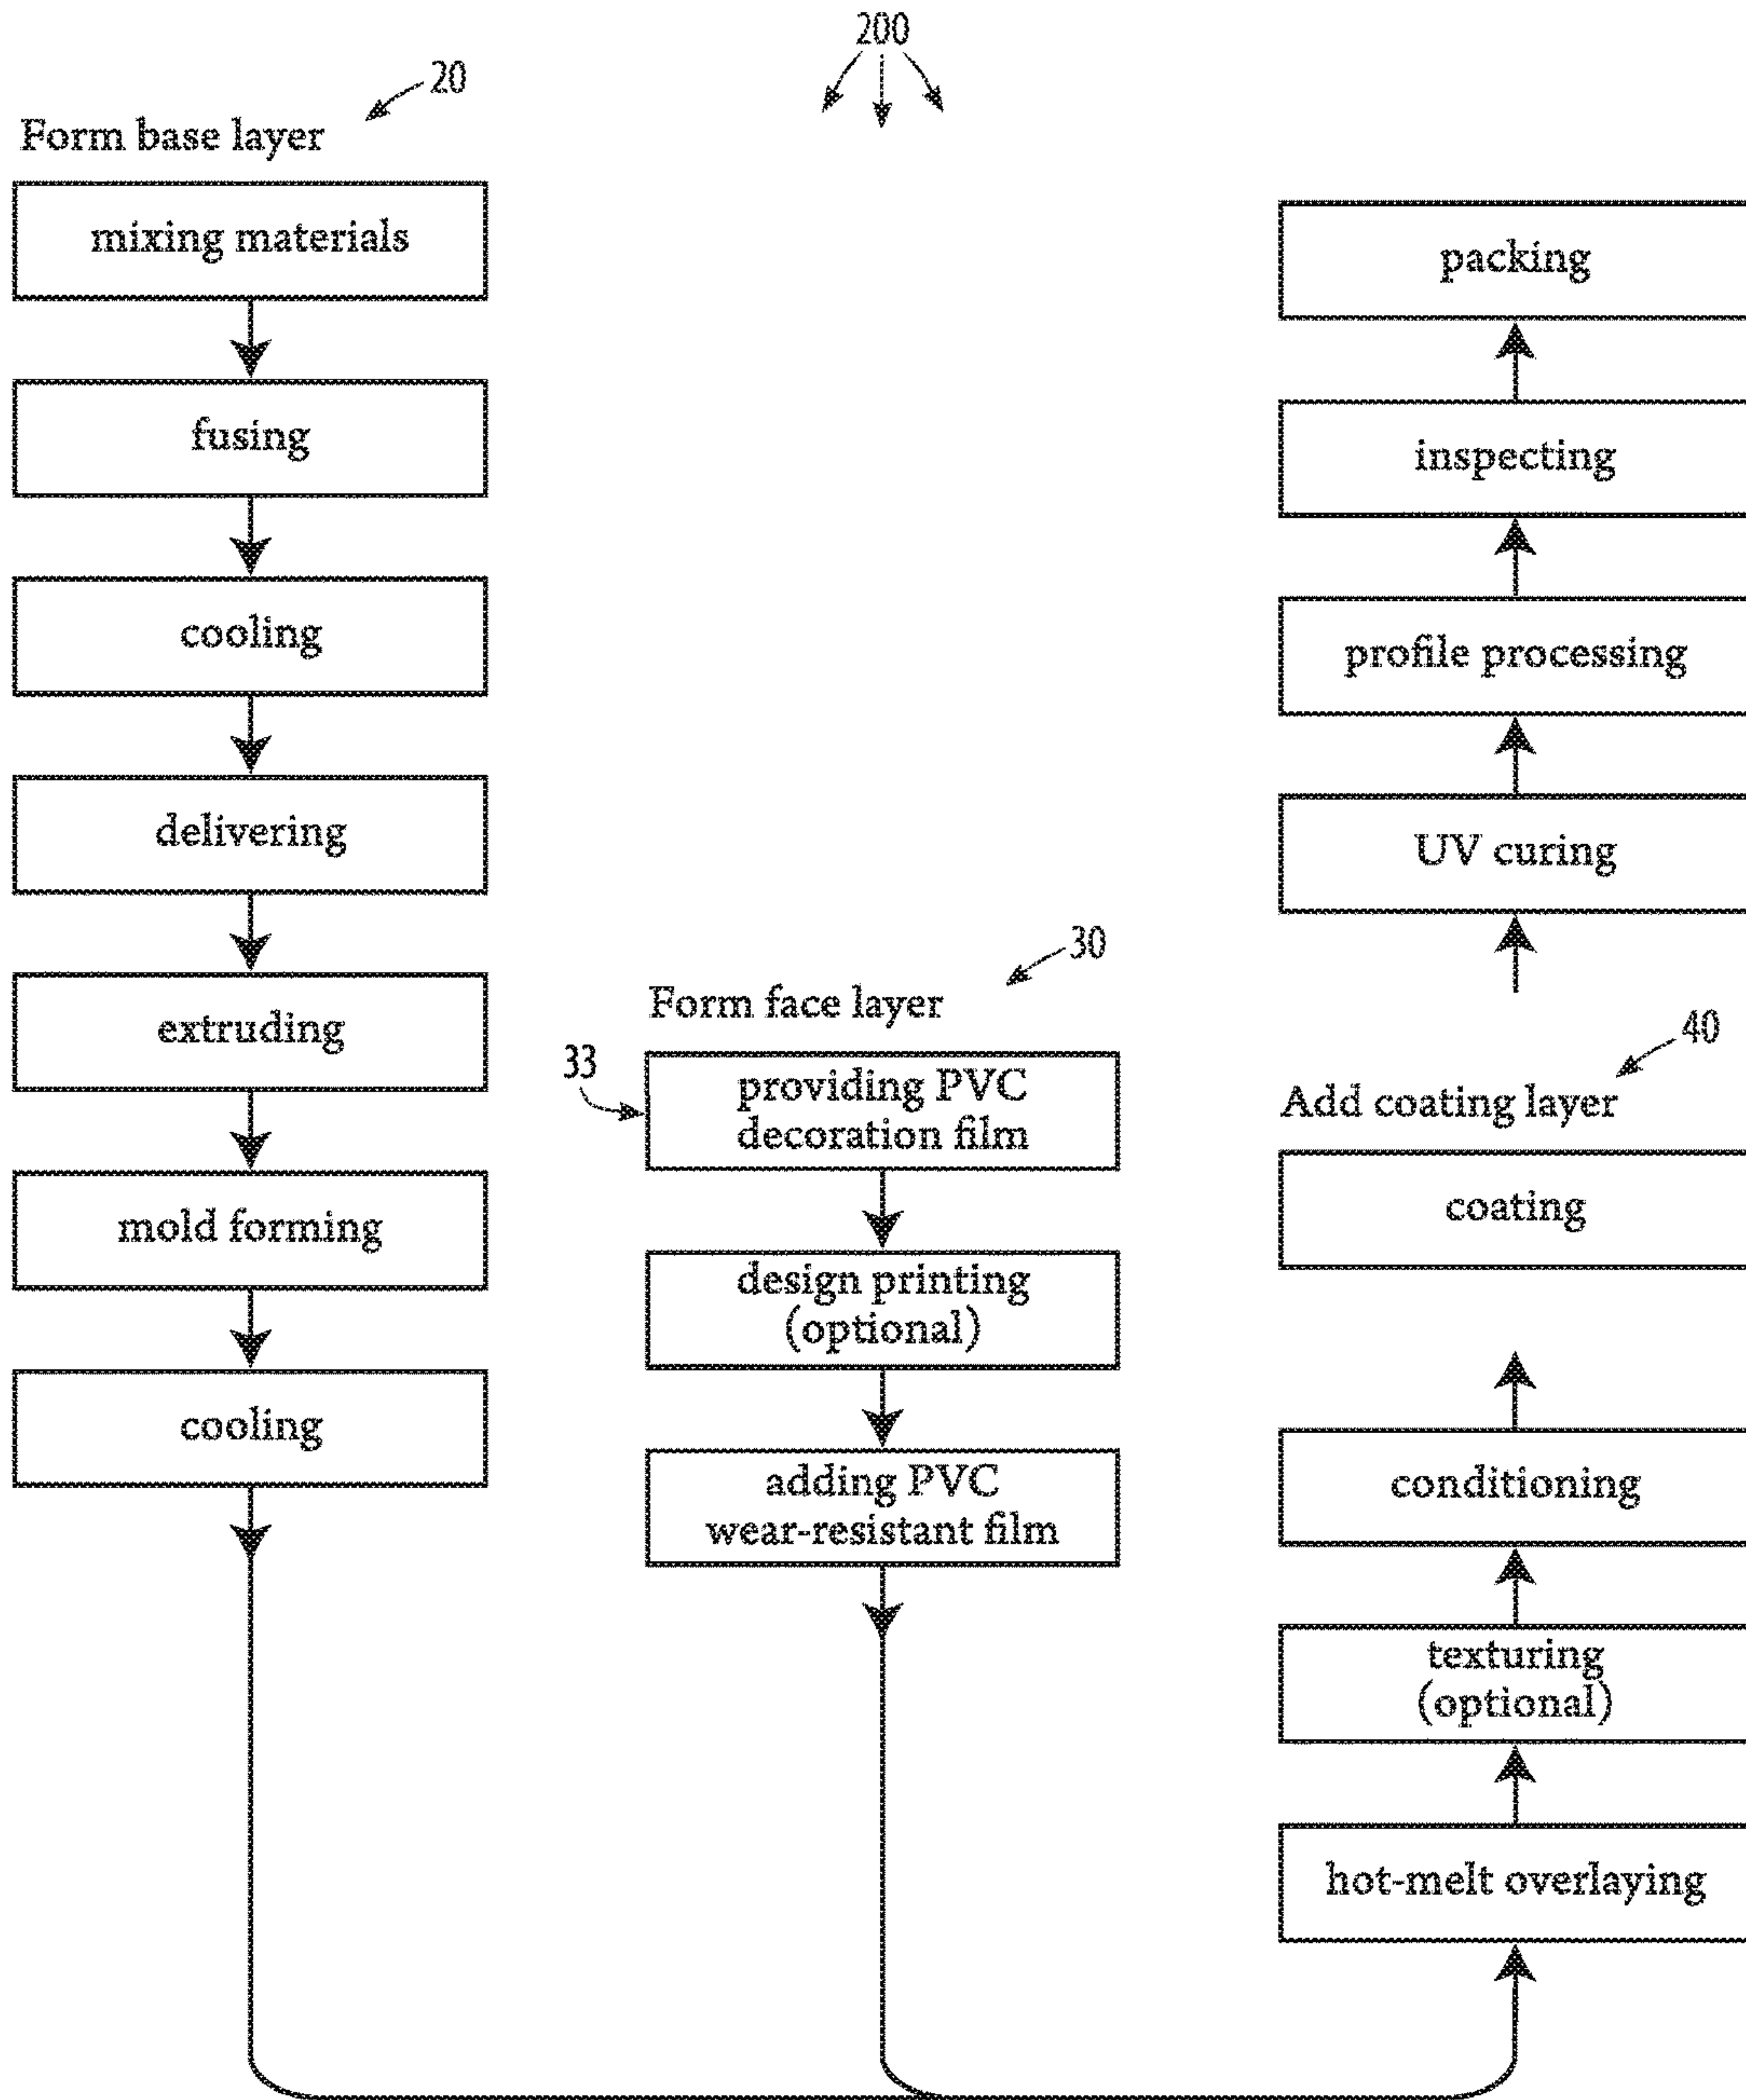 200
20
Form base layer
mixing materials
fusing
cooling
delivering
extruding
mold forming
cooling
30
Form face layer
33
providing PVC
decoration film
design printing
(optional)
adding PVC
wear-resistant film
packing
inspecting
profile processing
UV curing
40
Add coating layer
coating
conditioning
texturing
(optional)
hot-melt overlaying